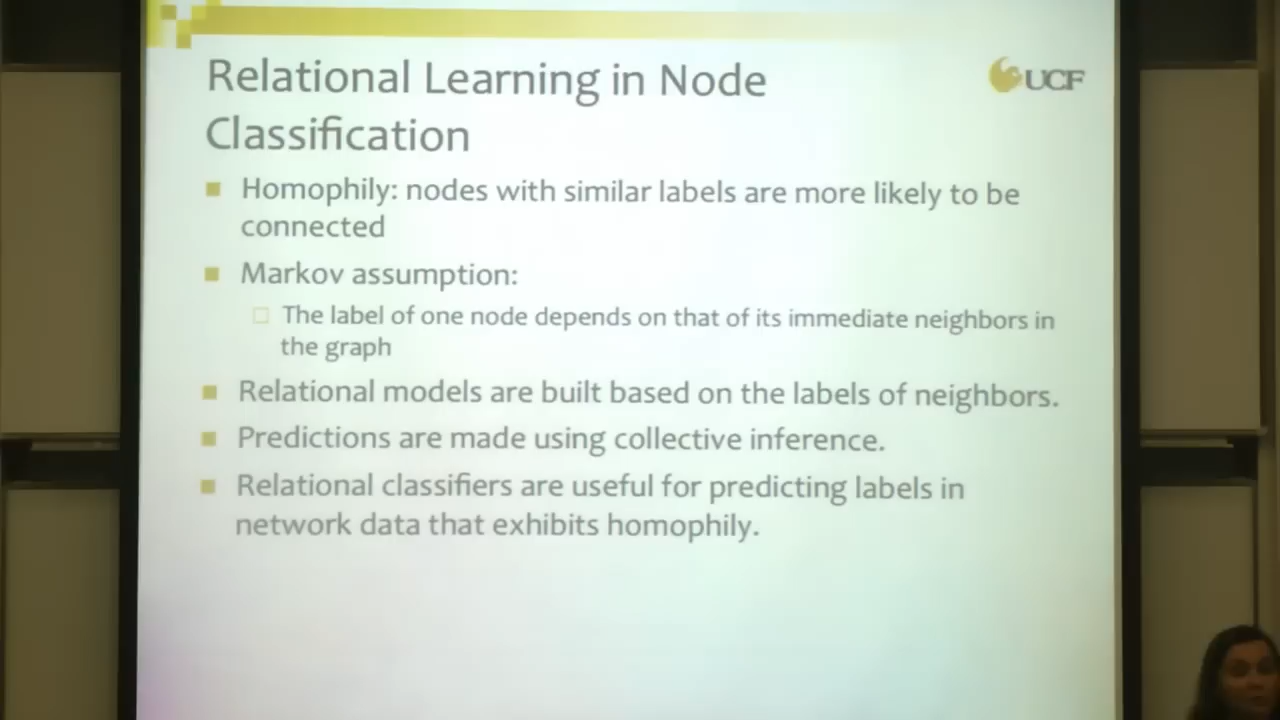 Relational Learning in Node
Classification
UCF
Homophily: nodes with similar labels are more likely to be
connected
Markov assumption:
The label of one node depends on that of its immediate neighbors in
the graph
Relational models are built based on the labels of neighbors.
Predictions are made using collective inference.
Relational classifiers are useful for predicting labels in
network data that exhibits homophily.